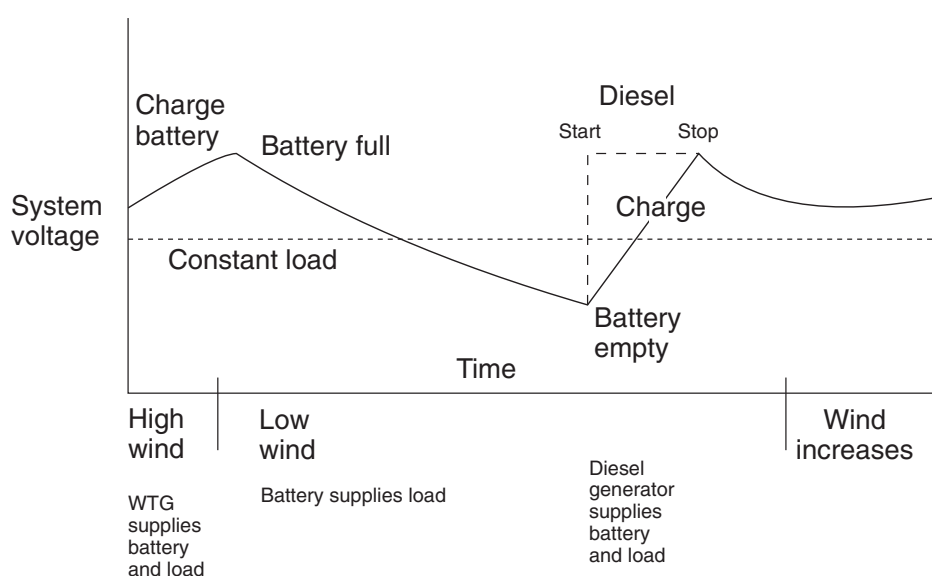 Charge
battery
Battery full
Diesel
Start
Stop
System
voltage
Charge
Constant load
Battery
empty
Time
High
wind
Low
wind
Wind
increases
WTG
supplies
battery
and load
Battery supplies load
Diesel
generator
supplies
battery
and load